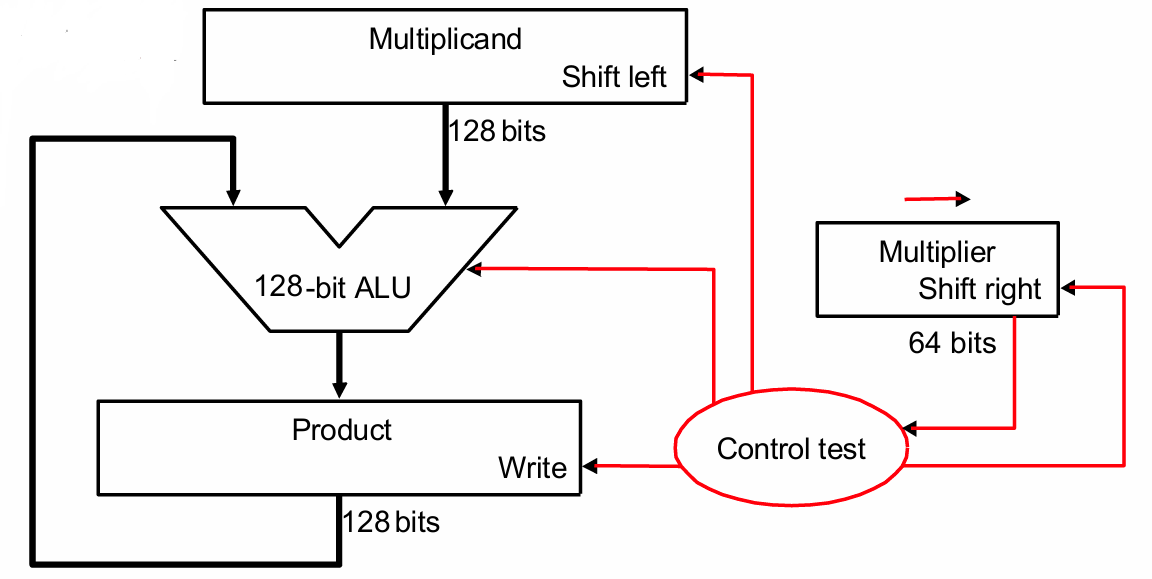 Multiplicand
Shift left
128 bits
128-bit ALU
Multiplier
Shift right
64 bits
Product
Write
Control test
128 bits